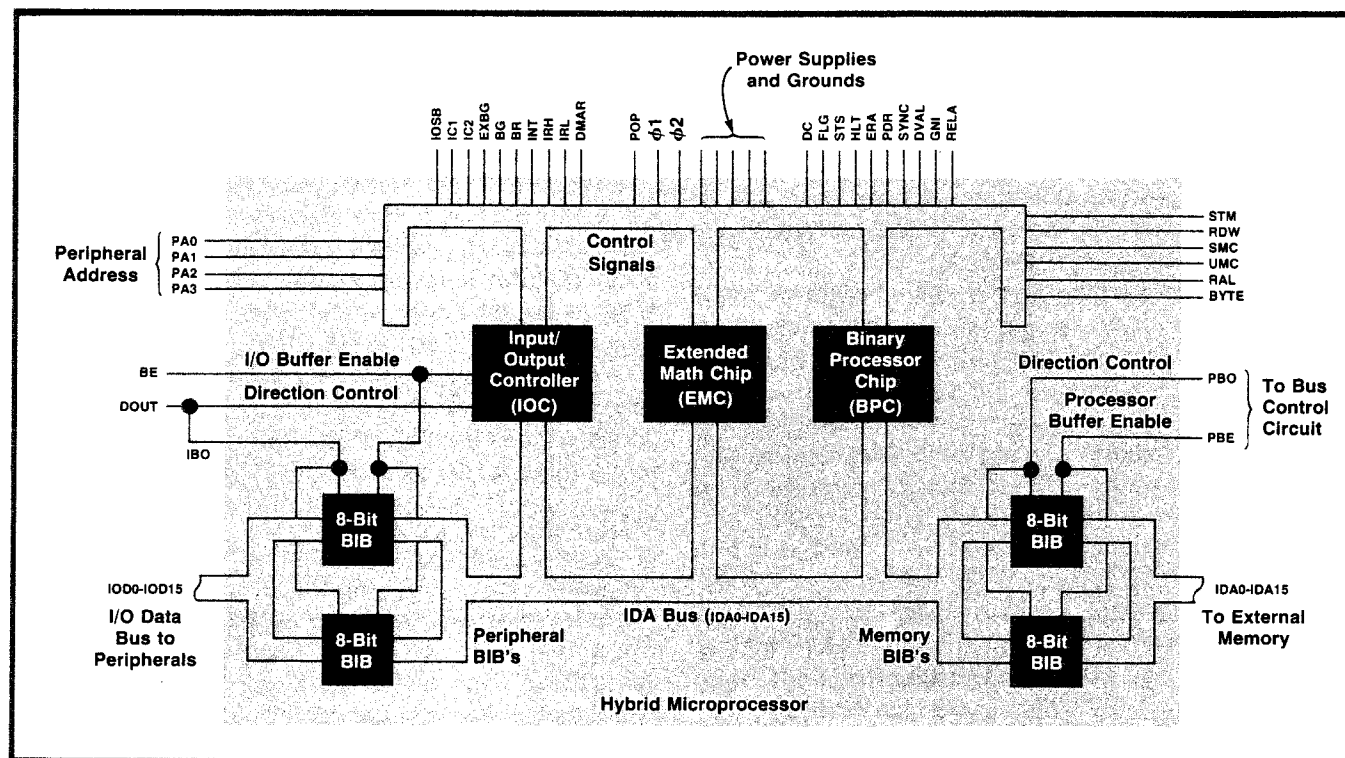 Power Supplies
and Grounds
IOSB
IC1
IC2
EXBG
BG
BR
INT
IRH
IRL
DMAR
POP
ϕ1
ϕ2
DC
FLG
STS
HLT
ERA
PDR
SYNC
DVAL
GNI
RELA
Peripheral
Address
PA0
PA1
PA2
PA3
Control
Signals
STM
RDW
SMC
UMC
RAL
BYTE
I/O Buffer Enable
BE
Direction Control
DOUT
IBO
Input/
Output
Controller
(IOC)
Extended
Math Chip
(EMC)
Binary
Processor
Chip
(BPC)
Direction Control
PBO
Processor
Buffer Enable
PBE
To Bus
Control
Circuit
8-Bit
BIB
8-Bit
BIB
IOD0-IOD15
I/O Data
Bus to
Peripherals
Peripheral
BIB's
IDA Bus (IDA0-IDA15)
Memory
BIB's
8-Bit
BIB
8-Bit
BIB
IDA0-IDA15
To External
Memory
Hybrid Microprocessor